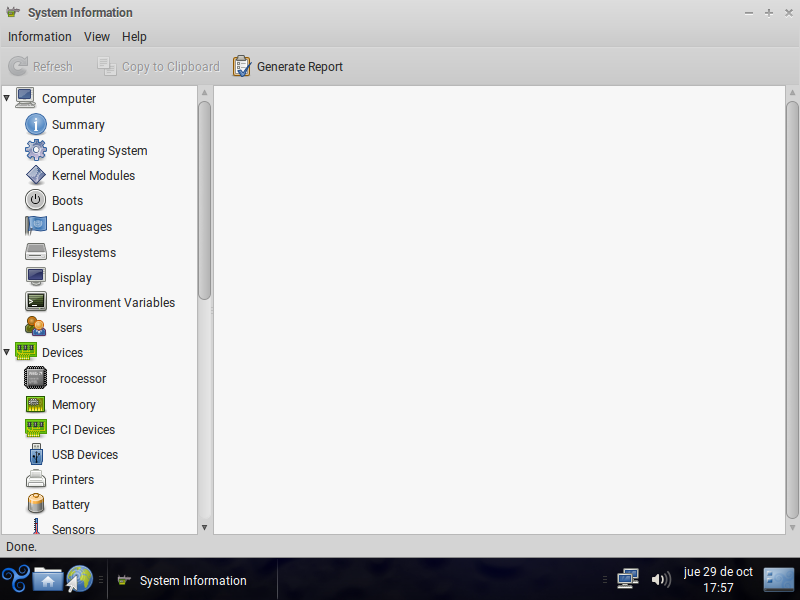 System Information
Information View Help
Refresh Copy to Clipboard Generate Report
Computer
Summary
Operating System
Kernel Modules
Boots
Languages
Filesystems
Display
Environment Variables
Users
Devices
Processor
Memory
PCI Devices
USB Devices
Printers
Battery
Sensors
Done.
System Information
jue 29 de oct
17:57